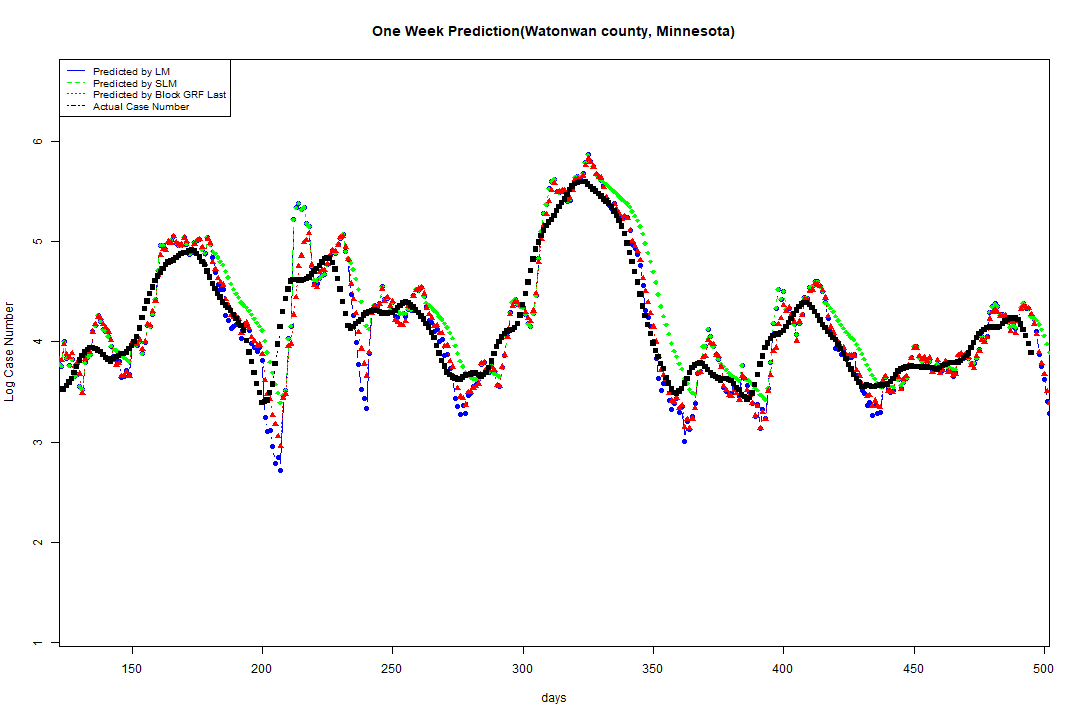 One Week Prediction(Watonwan county, Minnesota)
Predicted by LM
Predicted by SLM
Predicted by Block GRF Last
Actual Case Number
Log Case Number
6
5
4
3
2
1
150 200 250 300 350 400 450 500
days